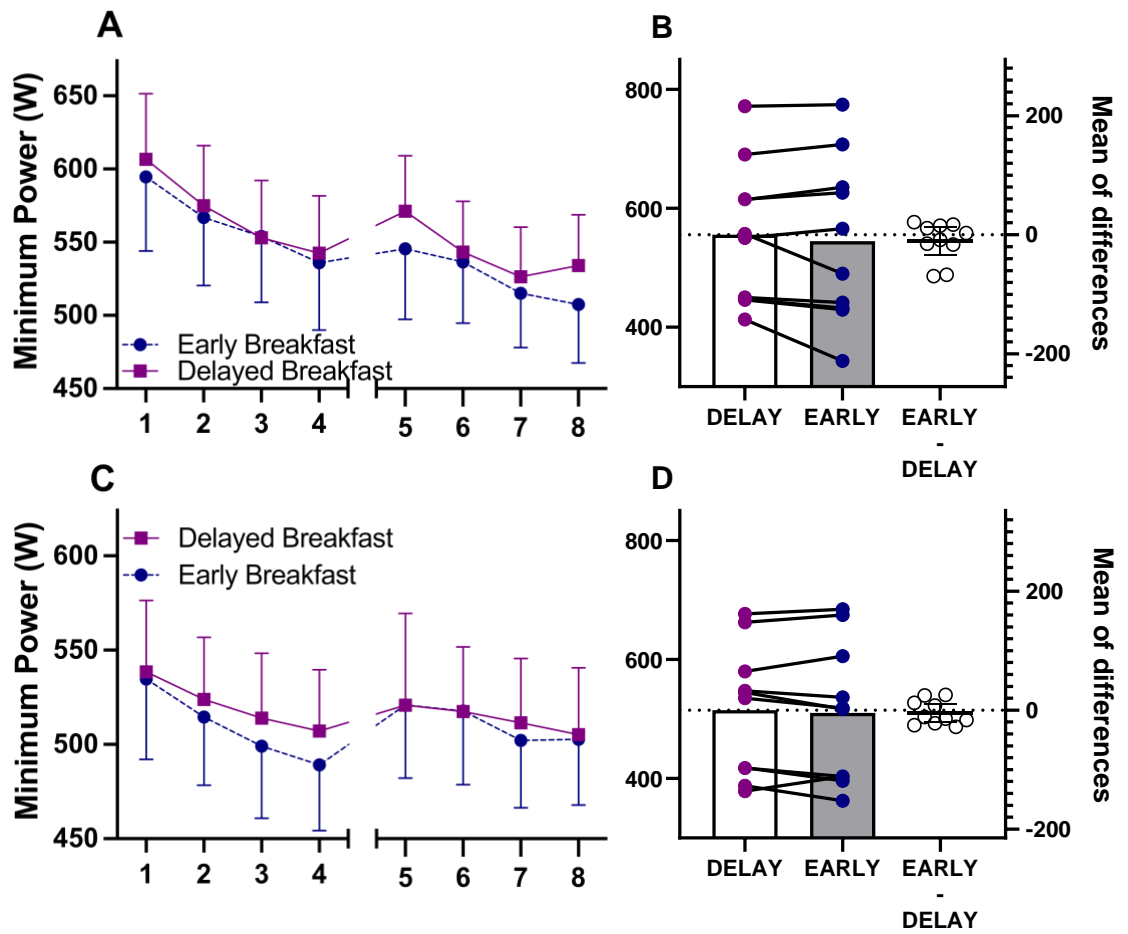 A
Minimum Power (W)
650
600
550
500
450
Early Breakfast
Delayed Breakfast
1 2 3 4 5 6 7 8
B
800
600
400
200
0
-200
Mean of differences
DELAY EARLY EARLY
-
DELAY
C
Minimum Power (W)
600
550
500
450
Delayed Breakfast
Early Breakfast
1 2 3 4 5 6 7 8
D
800
600
400
200
0
-200
Mean of differences
DELAY EARLY EARLY
-
DELAY